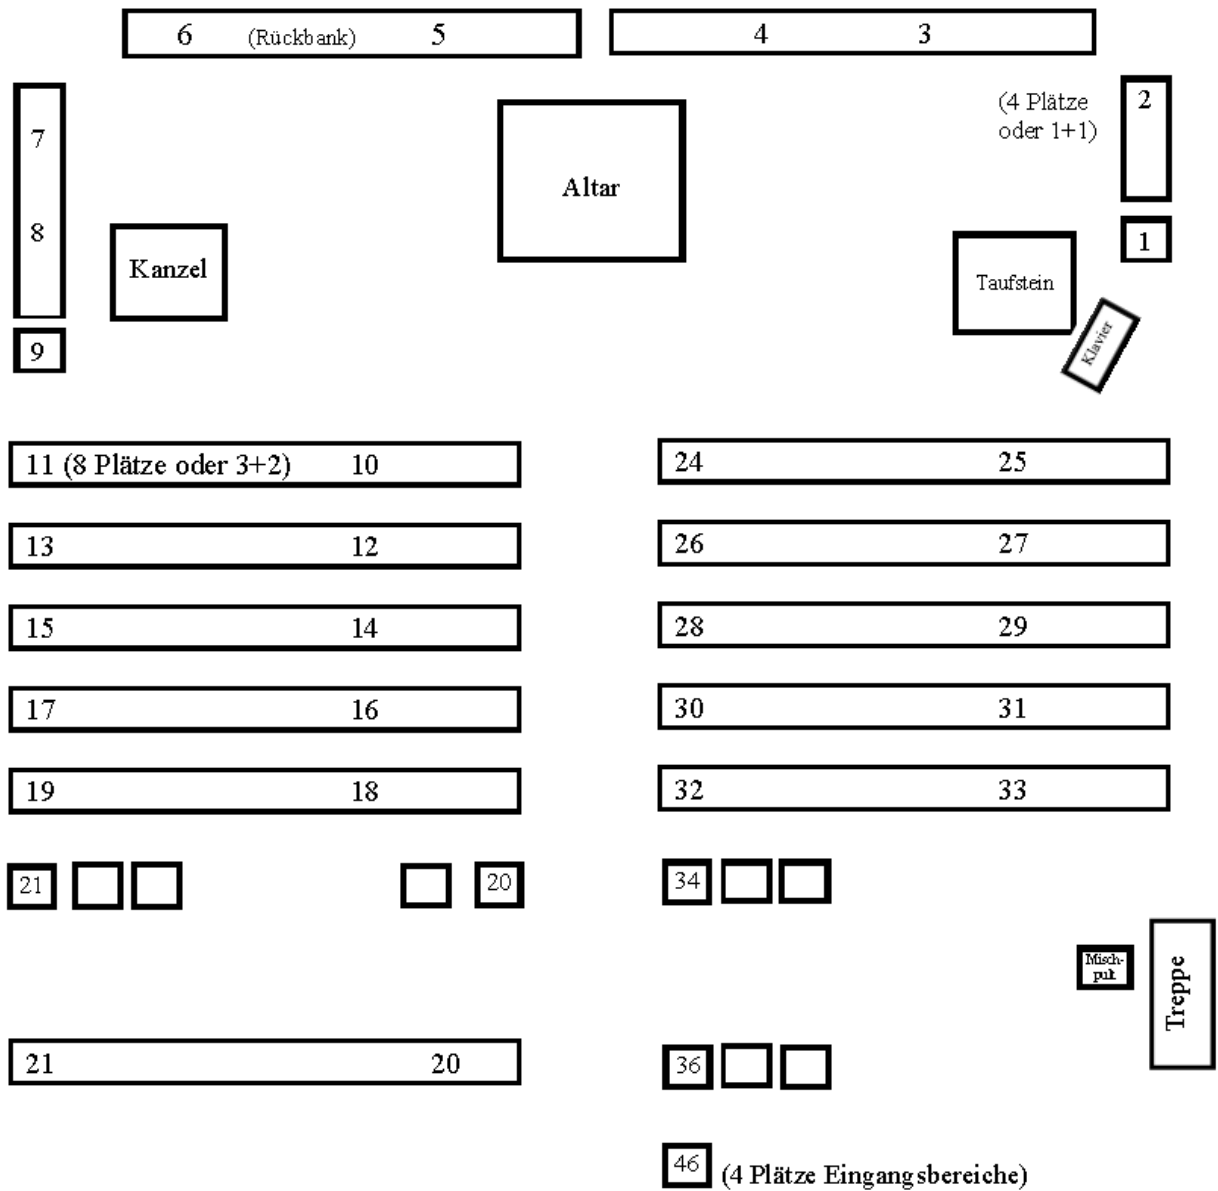 6 (Rückbank) 5 4 3
(4 Plätze 2
oder 1+1)
7
Altar
8 1
Kanzel
Taufstein
Klavier
9
11 (8 Plätze oder 3+2) 10 24 25
13 12 26 27
15 14 28 29
17 16 30 31
19 18 32 33
21 20 34
Misch-
pult
Treppe
21 20 36
46 (4 Plätze Eingangsbereiche)